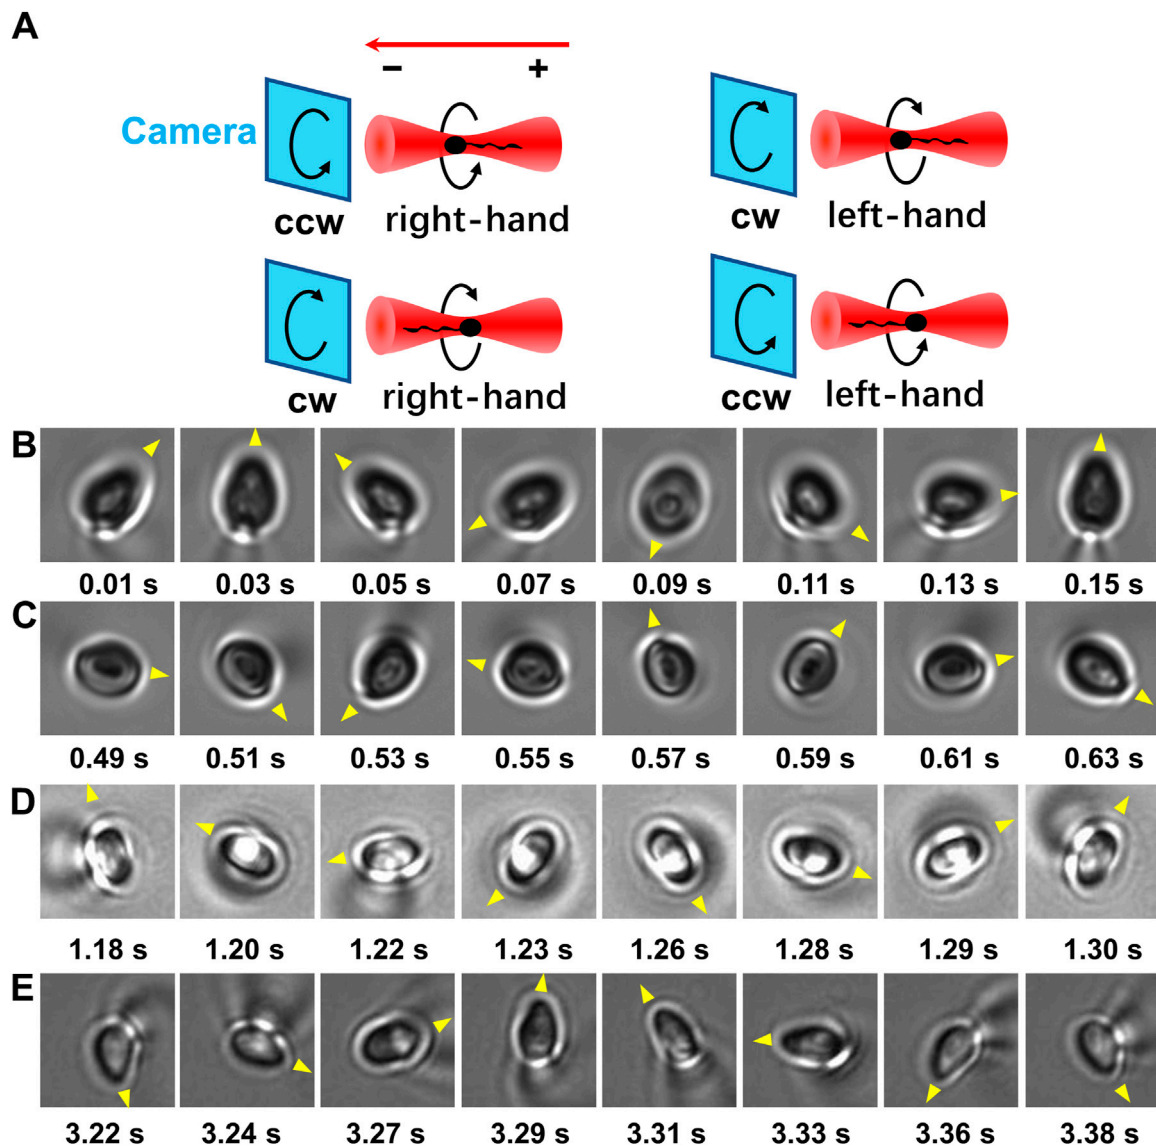 A
− +
Camera
ccw right-hand cw left-hand
cw right-hand ccw left-hand
B
0.01 s 0.03 s 0.05 s 0.07 s 0.09 s 0.11 s 0.13 s 0.15 s
C
0.49 s 0.51 s 0.53 s 0.55 s 0.57 s 0.59 s 0.61 s 0.63 s
D
1.18 s 1.20 s 1.22 s 1.23 s 1.26 s 1.28 s 1.29 s 1.30 s
E
3.22 s 3.24 s 3.27 s 3.29 s 3.31 s 3.33 s 3.36 s 3.38 s